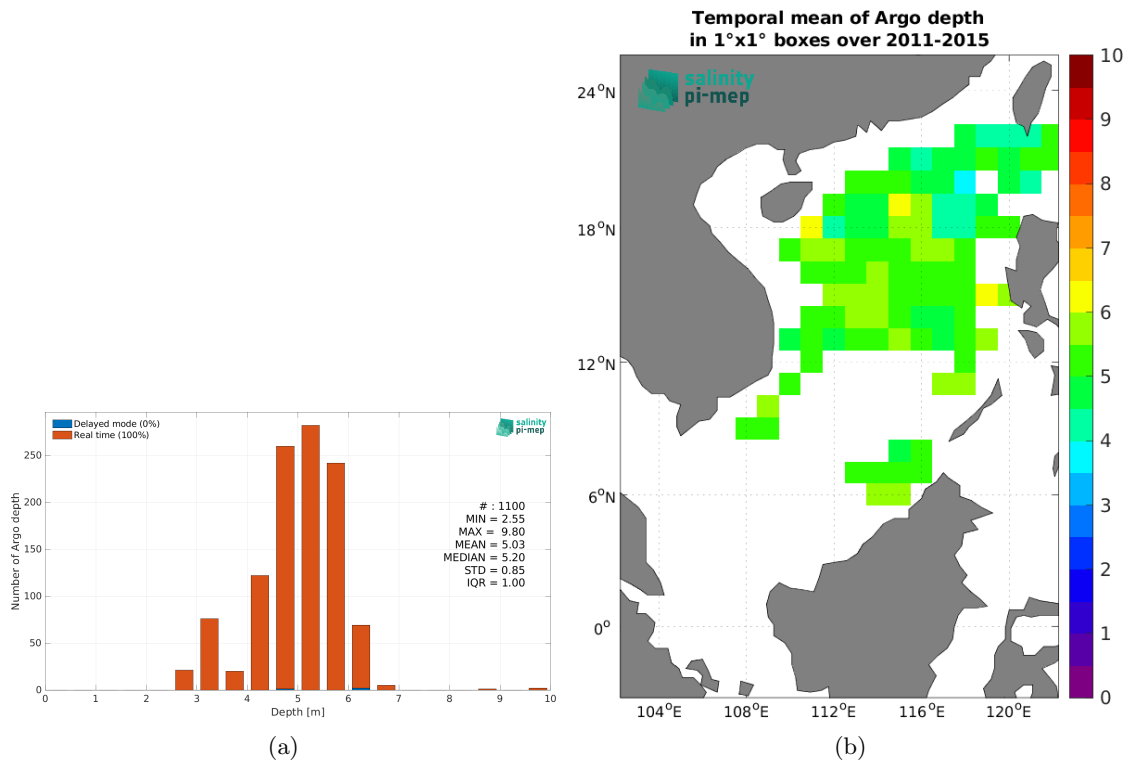 Delayed mode (0%)
Real time (100%)
salinity
pi-mep
# : 1100
MIN = 2.55
MAX = 9.80
MEAN = 5.03
MEDIAN = 5.20
STD = 0.85
IQR = 1.00
Number of Argo depth
250
200
150
100
50
0
0 1 2 3 4 5 6 7 8 9 10
Depth [m]
(a)
Temporal mean of Argo depth
in 1°x1° boxes over 2011-2015
salinity
pi-mep
24°N
18°N
12°N
6°N
0°
104°E 108°E 112°E 116°E 120°E
10
9
8
7
6
5
4
3
2
1
0
(b)